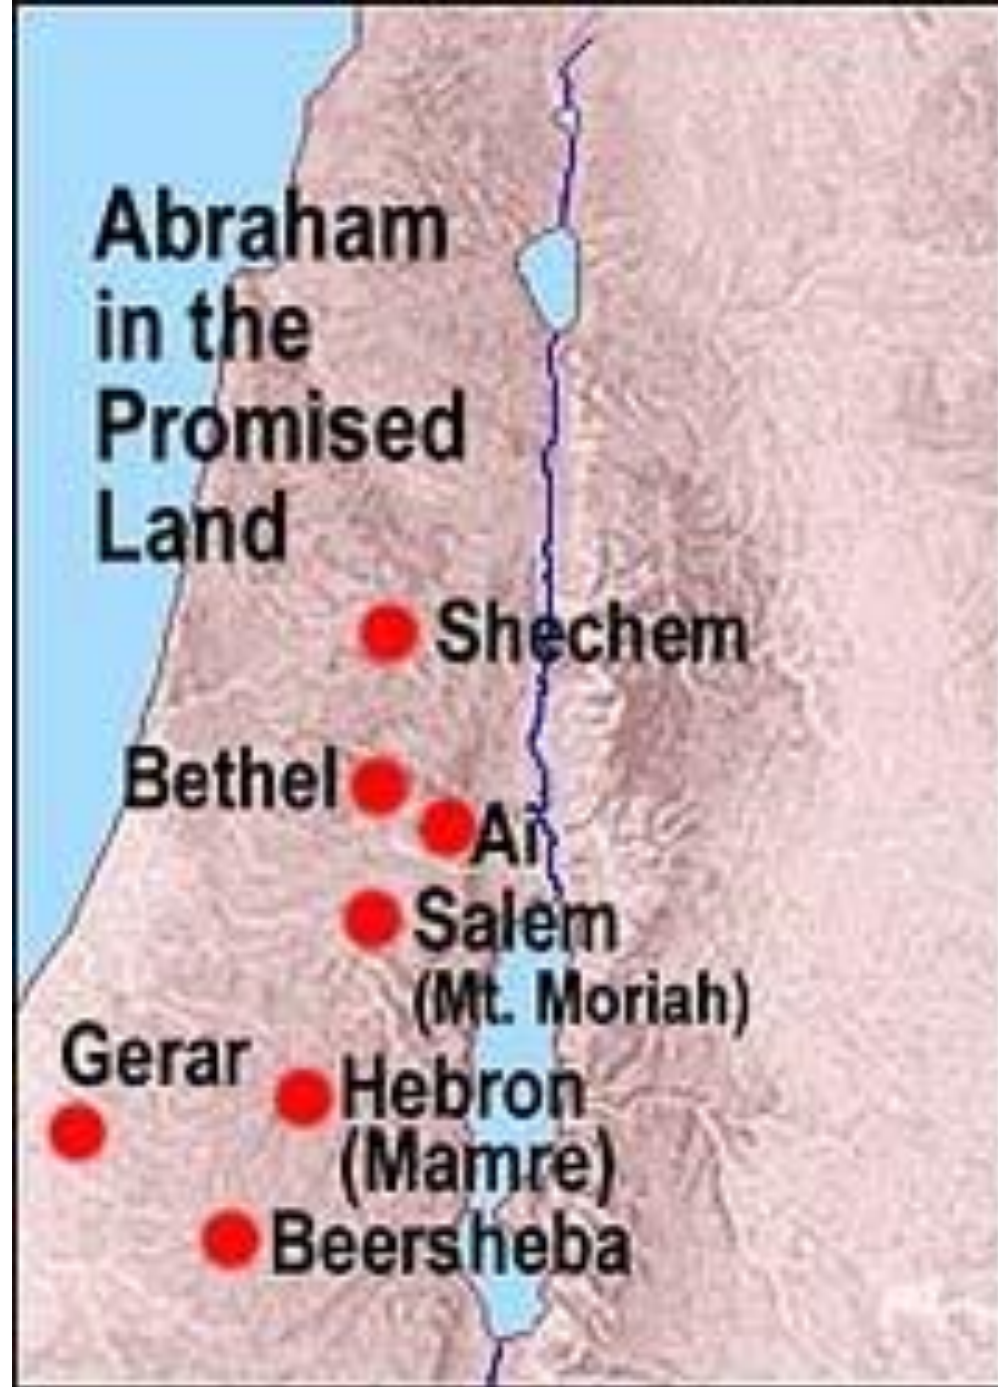 Abraham
in the
Promised
Land
Shechem
Bethel
Ai
Salem
(Mt. Moriah)
Gerar
Hebron
(Mamre)
Beersheba